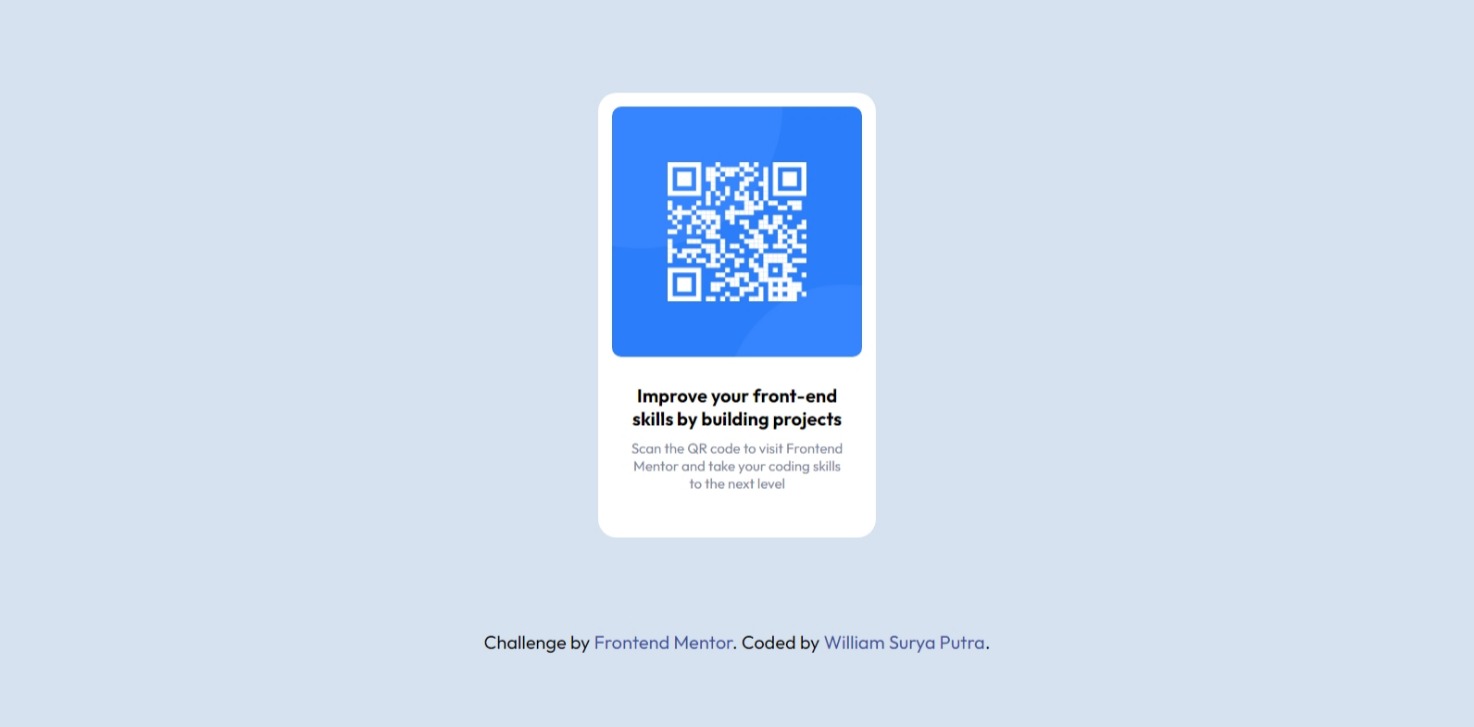 Improve your front-end
skills by building projects
Scan the QR code to visit Frontend
Mentor and take your coding skills
to the next level
Challenge by Frontend Mentor. Coded by William Surya Putra.